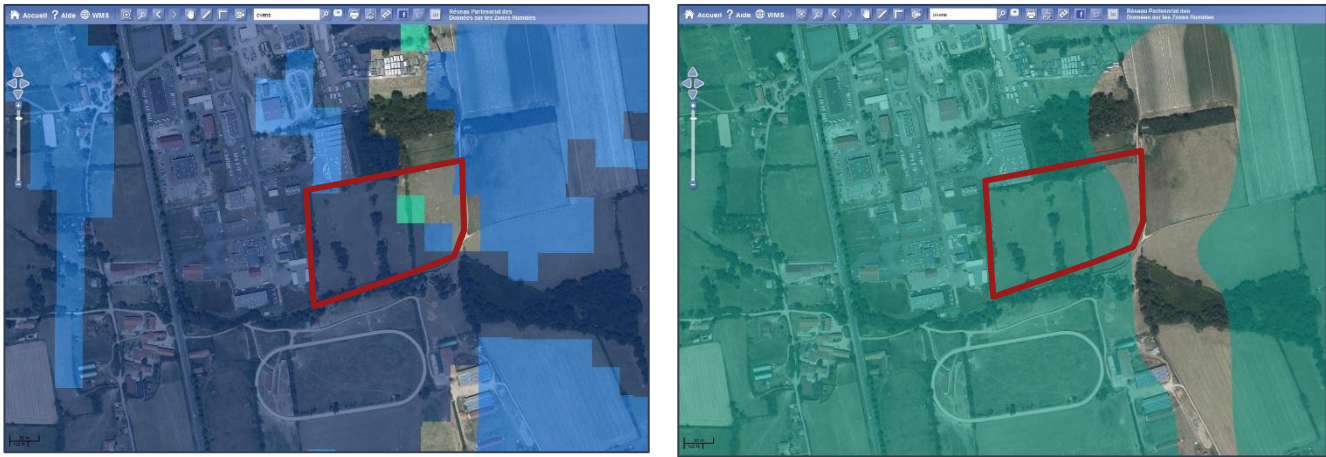 Accueil ? Aide WMS
Réseau Partenarial des
Données sur les Zones Humides
Accueil ? Aide WMS
Réseau Partenarial des
Données sur les Zones Humides